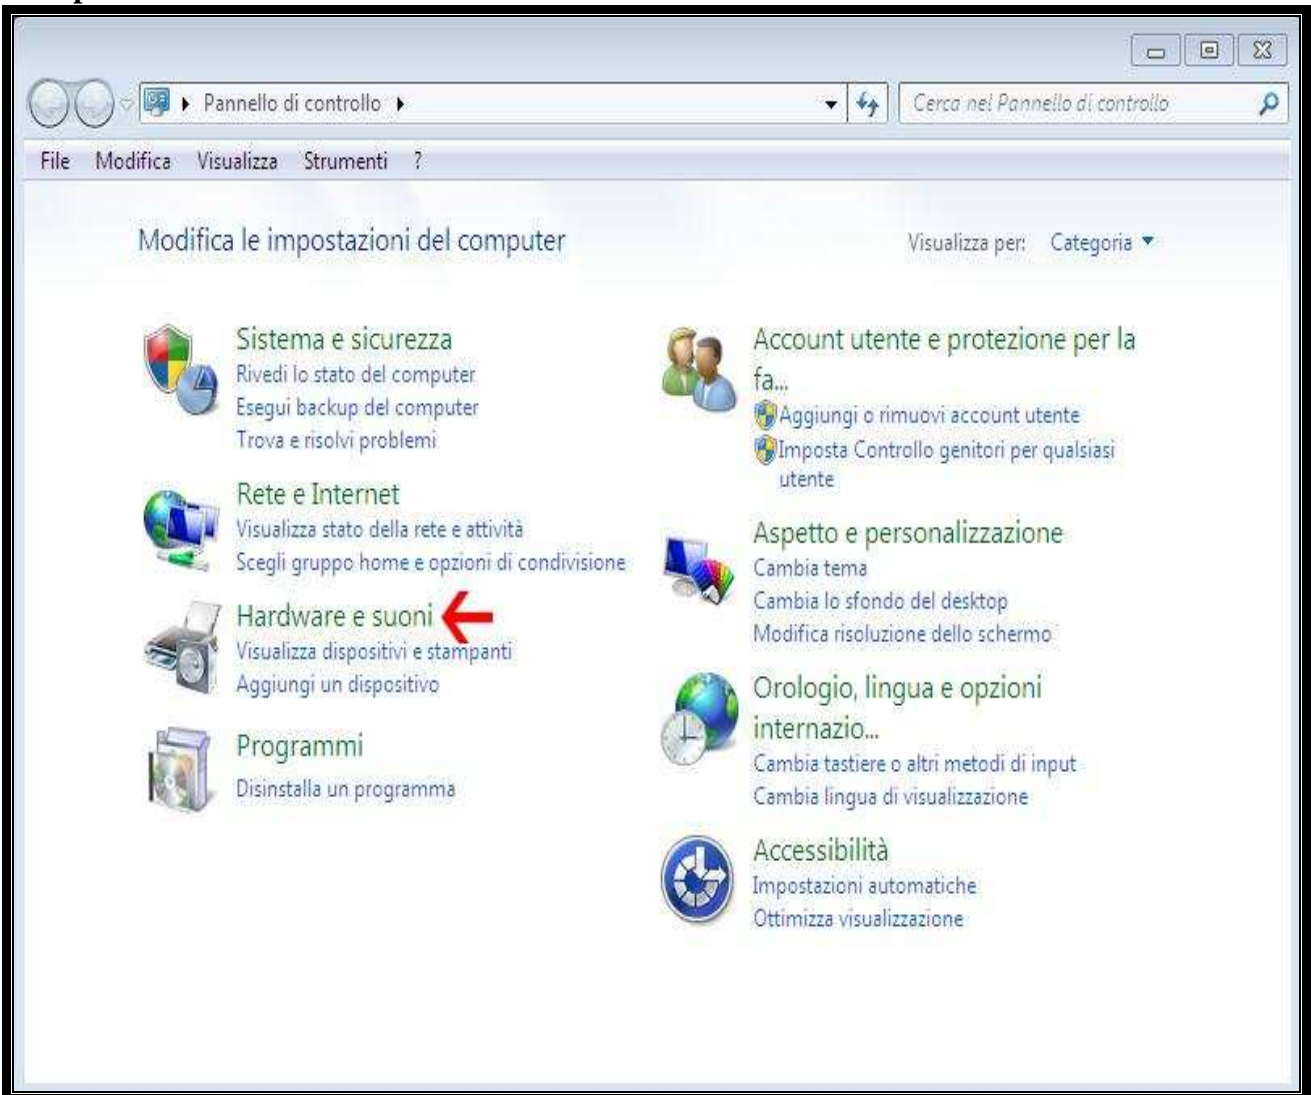 Pannello di controllo
Cerca nel Pannello di controllo
File Modifica Visualizza Strumenti ?
Modifica le impostazioni del computer
Visualizza per: Categoria
Sistema e sicurezza
Rivedi lo stato del computer
Esegui backup del computer
Trova e risolvi problemi
Rete e Internet
Visualizza stato della rete e attività
Scegli gruppo home e opzioni di condivisione
Hardware e suoni
Visualizza dispositivi e stampanti
Aggiungi un dispositivo
Programmi
Disinstalla un programma
Account utente e protezione per la
fa...
Aggiungi o rimuovi account utente
Imposta Controllo genitori per qualsiasi
utente
Aspetto e personalizzazione
Cambia tema
Cambia lo sfondo del desktop
Modifica risoluzione dello schermo
Orologio, lingua e opzioni
internazio...
Cambia tastiere o altri metodi di input
Cambia lingua di visualizzazione
Accessibilità
Impostazioni automatiche
Ottimizza visualizzazione